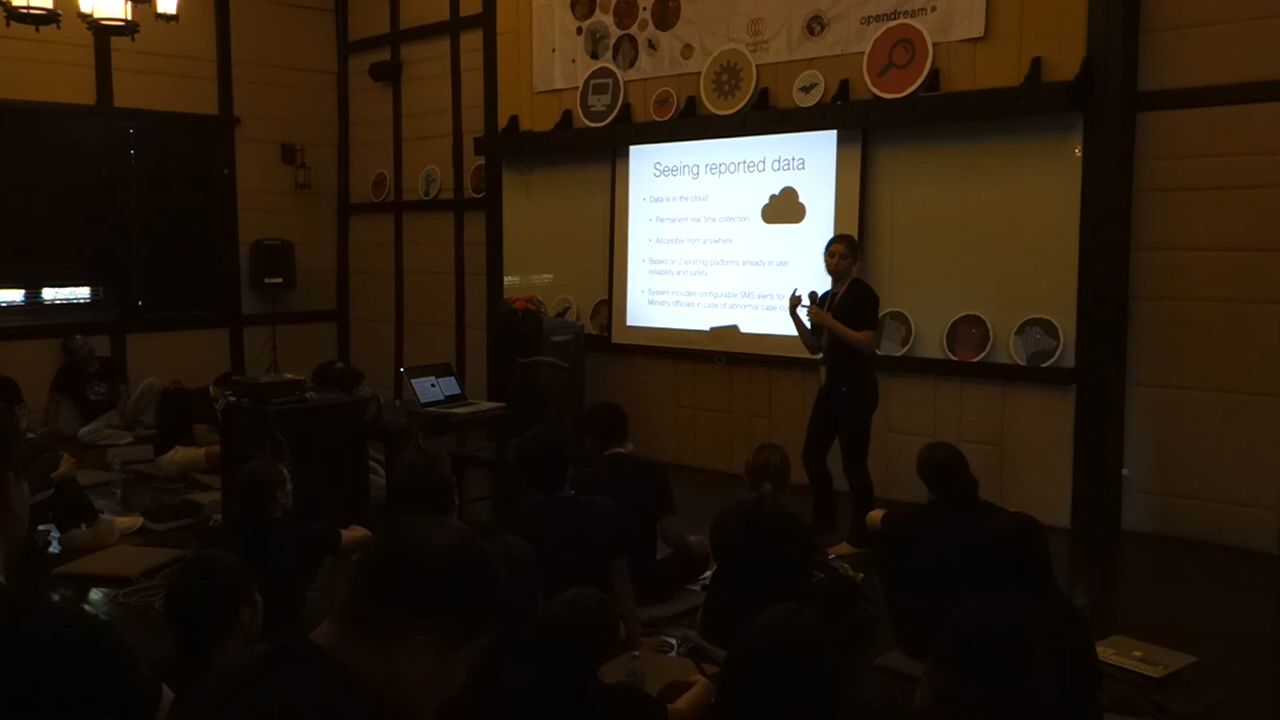 opendream
Seeing reported data
• Data is in the cloud
• Permanent real time collection
• Accesible from anywhere
• Based on 2 existing platforms already in use:
reliability and safety
• System includes configurable SMS alerts for
Ministry officials in case of abnormal case